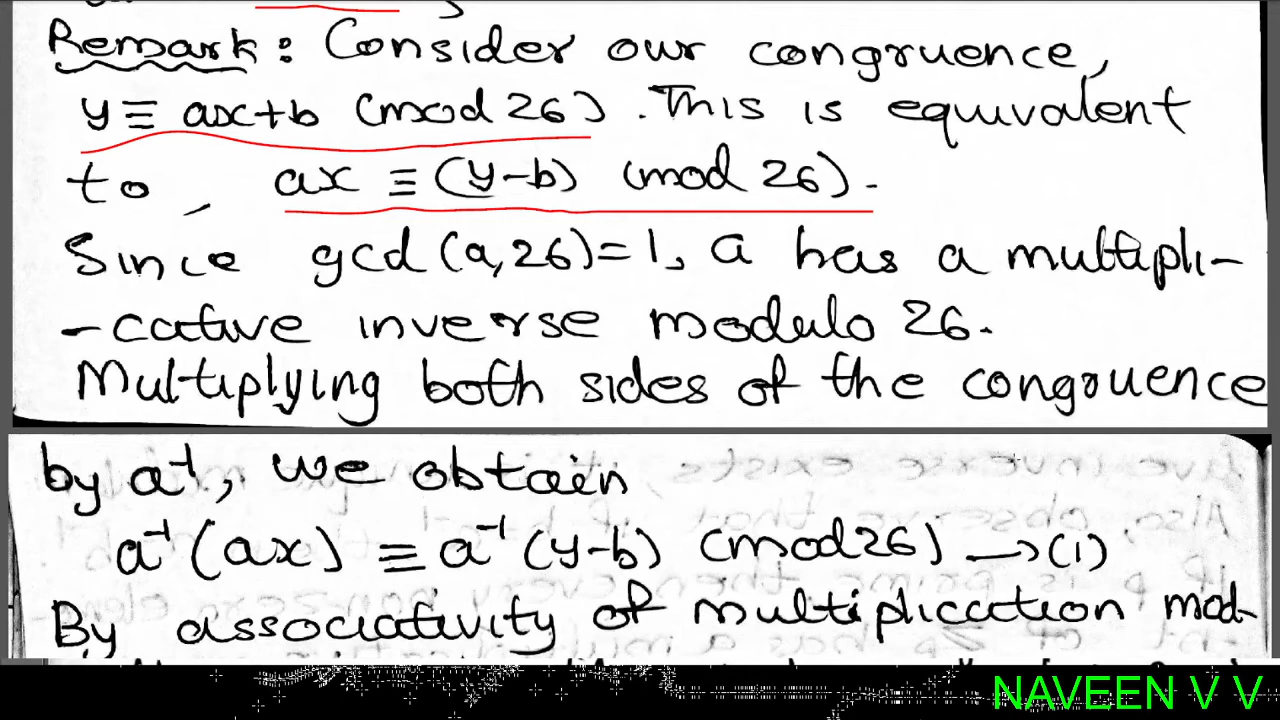 Remark: Consider our congruence,
y ≡ ax+b (mod 26). This is equivalent
to, ax ≡ (y-b) (mod 26).
Since gcd (a,26)=1, a has a multipli-
-cative inverse modulo 26.
Multiplying both sides of the congruence
by a⁻¹, we obtain
a⁻¹(ax) ≡ a⁻¹(y-b) (mod26) →(1)
By associativity of multiplication mod-
NAVEEN V V